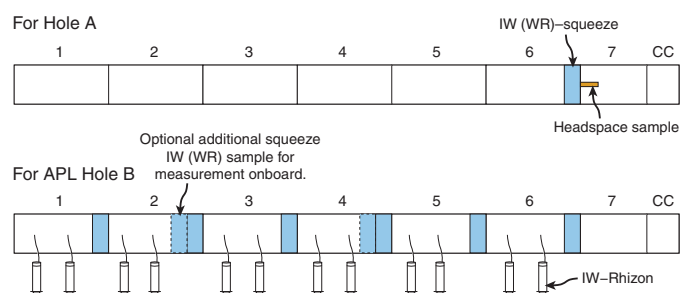 For Hole A
IW (WR)–squeeze
1 2 3 4 5 6 7 CC
Headspace sample
Optional additional squeeze
IW (WR) sample for
measurement onboard.
For APL Hole B
1 2 3 4 5 6 7 CC
IW–Rhizon